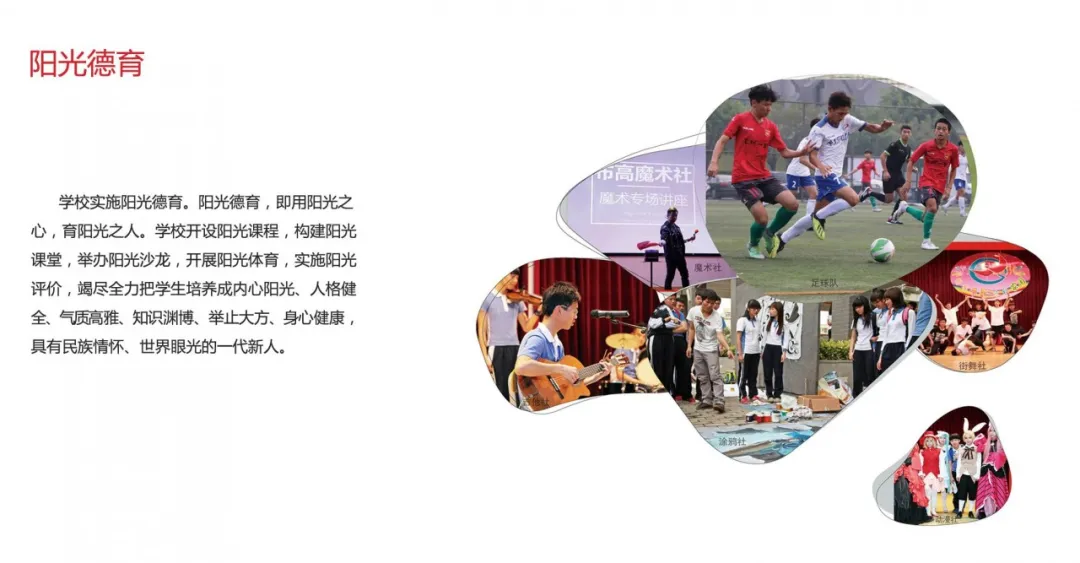 阳光德育
学校实施阳光德育。阳光德育，即用阳光之
心，育阳光之人。学校开设阳光课程，构建阳光
课堂，举办阳光沙龙，开展阳光体育，实施阳光
评价，竭尽全力把学生培养成内心阳光、人格健
全、气质高雅、知识渊博、举止大方、身心健康，
具有民族情怀、世界眼光的一代新人。
市高魔术社
魔术专场讲座
魔术社
足球队
街舞社
涂鸦社
动漫社